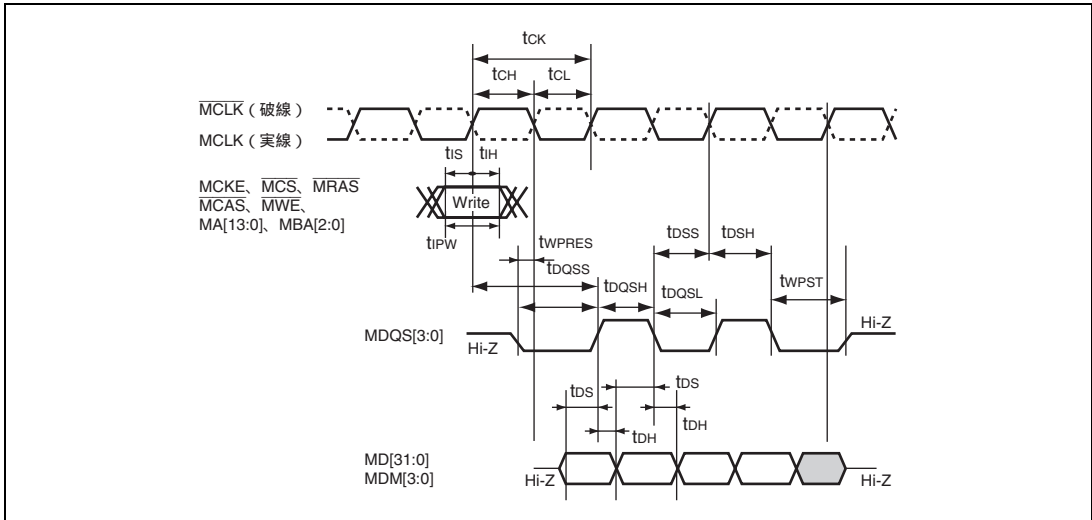 tCK
tCH tCL
MCLK（破線）
MCLK（実線）
tIS tIH
MCKE、MCS、MRAS
MCAS、MWE、
MA[13:0]、MBA[2:0]
Write
tIPW
tWPRES
tDSS tDSH
tDQSS
tDQSH
tWPST
tDQSL
MDQS[3:0]
Hi-Z
Hi-Z
tDS
tDS
tDH
tDH
MD[31:0]
MDM[3:0]
Hi-Z
Hi-Z